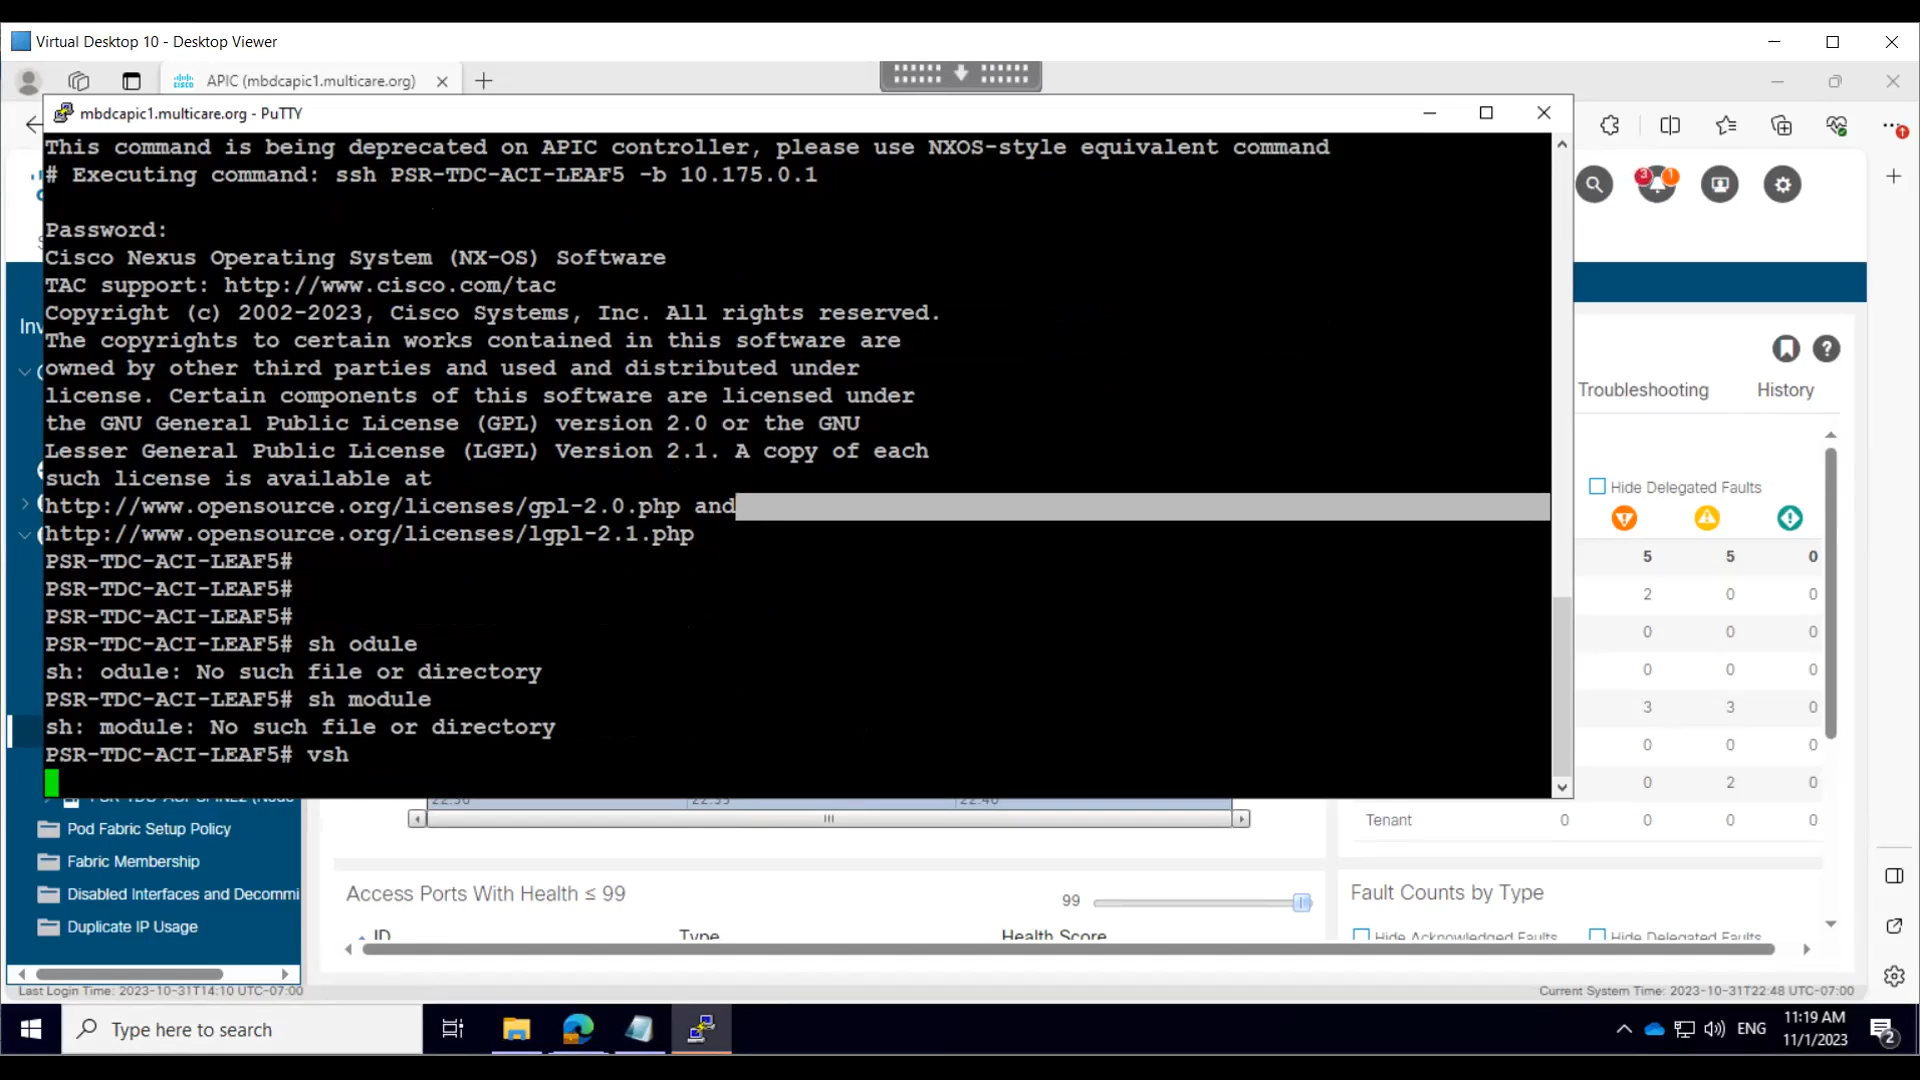 Virtual Desktop 10 - Desktop Viewer
APIC (mbdcapic1.multicare.org)
mbdcapic1.multicare.org - PuTTY
This command is being deprecated on APIC controller, please use NXOS-style equivalent command
# Executing command: ssh PSR-TDC-ACI-LEAF5 -b 10.175.0.1
Password:
Cisco Nexus Operating System (NX-OS) Software
TAC support: http://www.cisco.com/tac
Copyright (c) 2002-2023, Cisco Systems, Inc. All rights reserved.
The copyrights to certain works contained in this software are
owned by other third parties and used and distributed under
license. Certain components of this software are licensed under
the GNU General Public License (GPL) version 2.0 or the GNU
Lesser General Public License (LGPL) Version 2.1. A copy of each
such license is available at
http://www.opensource.org/licenses/gpl-2.0.php and
http://www.opensource.org/licenses/lgpl-2.1.php
PSR-TDC-ACI-LEAF5#
PSR-TDC-ACI-LEAF5#
PSR-TDC-ACI-LEAF5#
PSR-TDC-ACI-LEAF5# sh odule
sh: odule: No such file or directory
PSR-TDC-ACI-LEAF5# sh module
sh: module: No such file or directory
PSR-TDC-ACI-LEAF5# vsh
Inv
3 1
Troubleshooting History
Hide Delegated Faults
5 5 0
2 0 0
0 0 0
0 0 0
3 3 0
0 0 0
0 2 0
Tenant 0 0 0 0
22:40
Pod Fabric Setup Policy
Fabric Membership
Disabled Interfaces and Decommi
Duplicate IP Usage
Access Ports With Health ≤ 99
99
ID Type Health Score
Fault Counts by Type
Hide Acknowledged Faults Hide Delegated Faults
Last Login Time: 2023-10-31T14:10 UTC-07:00
Current System Time: 2023-10-31T22:48 UTC-07:00
Type here to search
ENG
11:19 AM
11/1/2023
2